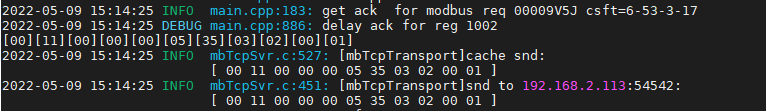 2022-05-09 15:14:25 INFO  main.cpp:183: get ack  for modbus req 00009V5J csft=6-53-3-17
2022-05-09 15:14:25 DEBUG main.cpp:886: delay ack for reg 1002
[00][11][00][00][00][05][35][03][02][00][01]
2022-05-09 15:14:25 INFO  mbTcpSvr.c:527: [mbTcpTransport]cache snd:
[ 00 11 00 00 00 05 35 03 02 00 01 ]
2022-05-09 15:14:25 INFO  mbTcpSvr.c:451: [mbTcpTransport]snd to 192.168.2.113:54542:
[ 00 11 00 00 00 05 35 03 02 00 01 ]